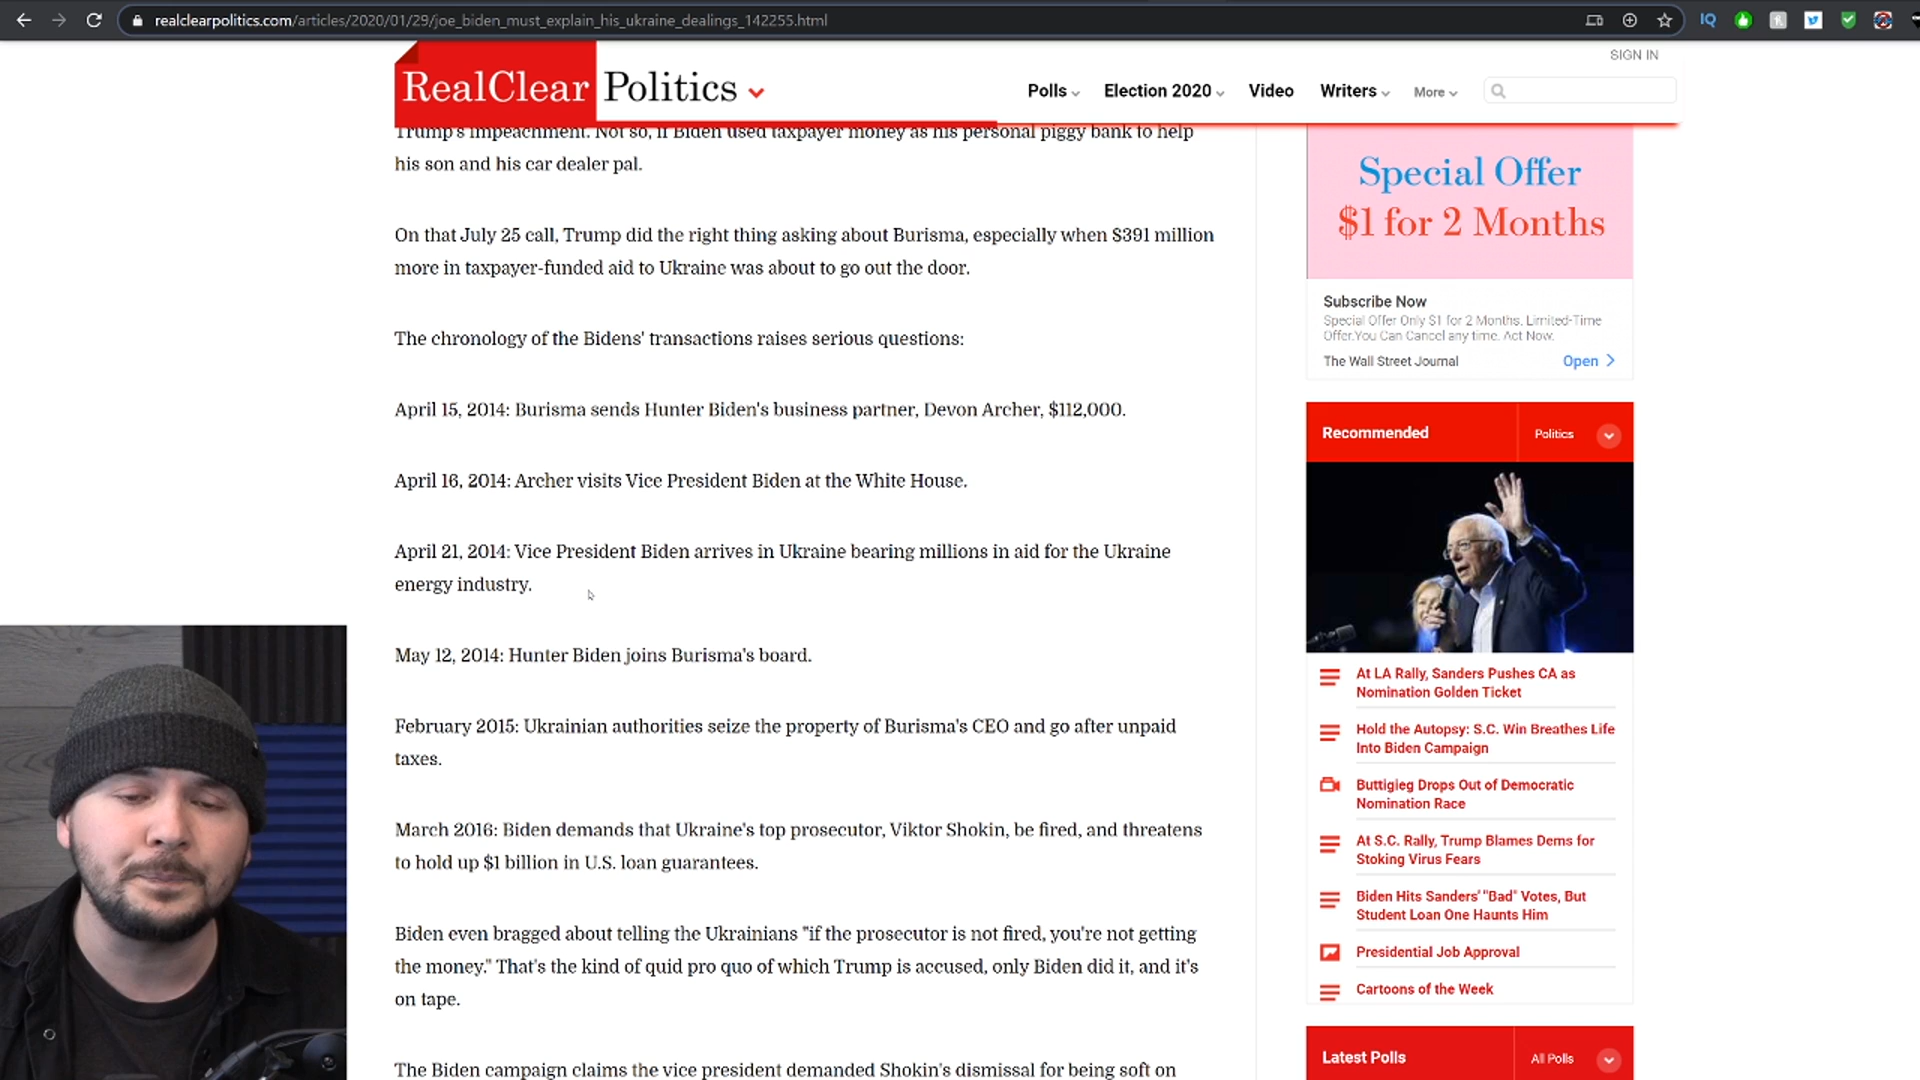 realclearpolitics.com/articles/2020/01/29/joe_biden_must_explain_his_ukraine_dealings_142255.html
IQ
SIGN IN
RealClear Politics
Polls
Election 2020
Video
Writers
More
Trump's impeachment. Not so, if Biden used taxpayer money as his personal piggy bank to help
his son and his car dealer pal.
On that July 25 call, Trump did the right thing asking about Burisma, especially when $391 million
more in taxpayer-funded aid to Ukraine was about to go out the door.
The chronology of the Bidens' transactions raises serious questions:
April 15, 2014: Burisma sends Hunter Biden's business partner, Devon Archer, $112,000.
April 16, 2014: Archer visits Vice President Biden at the White House.
April 21, 2014: Vice President Biden arrives in Ukraine bearing millions in aid for the Ukraine
energy industry.
May 12, 2014: Hunter Biden joins Burisma's board.
February 2015: Ukrainian authorities seize the property of Burisma's CEO and go after unpaid
taxes.
March 2016: Biden demands that Ukraine's top prosecutor, Viktor Shokin, be fired, and threatens
to hold up $1 billion in U.S. loan guarantees.
Biden even bragged about telling the Ukrainians "if the prosecutor is not fired, you're not getting
the money." That's the kind of quid pro quo of which Trump is accused, only Biden did it, and it's
on tape.
The Biden campaign claims the vice president demanded Shokin's dismissal for being soft on
Special Offer
$1 for 2 Months
Subscribe Now
Special Offer Only $1 for 2 Months. Limited-Time
Offer.You Can Cancel any time. Act Now.
The Wall Street Journal
Open
Recommended
Politics
At LA Rally, Sanders Pushes CA as
Nomination Golden Ticket
Hold the Autopsy: S.C. Win Breathes Life
Into Biden Campaign
Buttigieg Drops Out of Democratic
Nomination Race
At S.C. Rally, Trump Blames Dems for
Stoking Virus Fears
Biden Hits Sanders' "Bad" Votes, But
Student Loan One Haunts Him
Presidential Job Approval
Cartoons of the Week
Latest Polls
All Polls